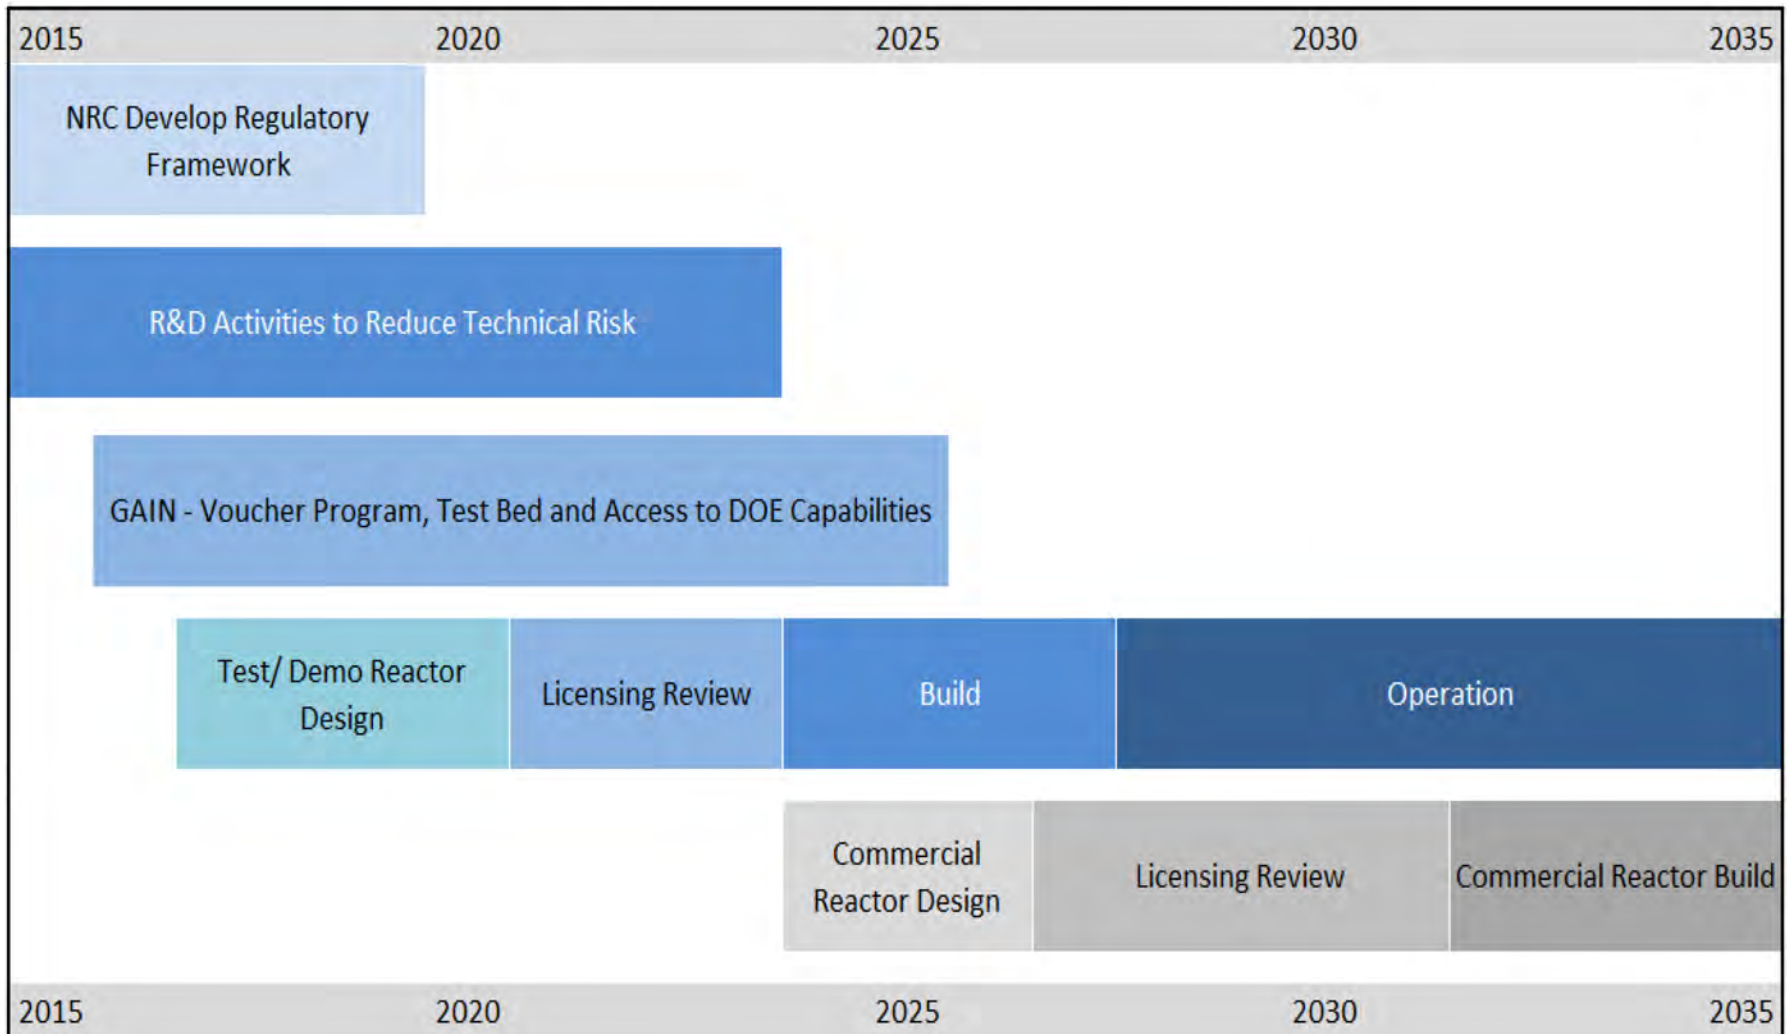 2015 2020 2025 2030 2035
NRC Develop Regulatory
Framework
R&D Activities to Reduce Technical Risk
GAIN - Voucher Program, Test Bed and Access to DOE Capabilities
Test/ Demo Reactor
Design
Licensing Review
Build
Operation
Commercial
Reactor Design
Licensing Review
Commercial Reactor Build
2015 2020 2025 2030 2035